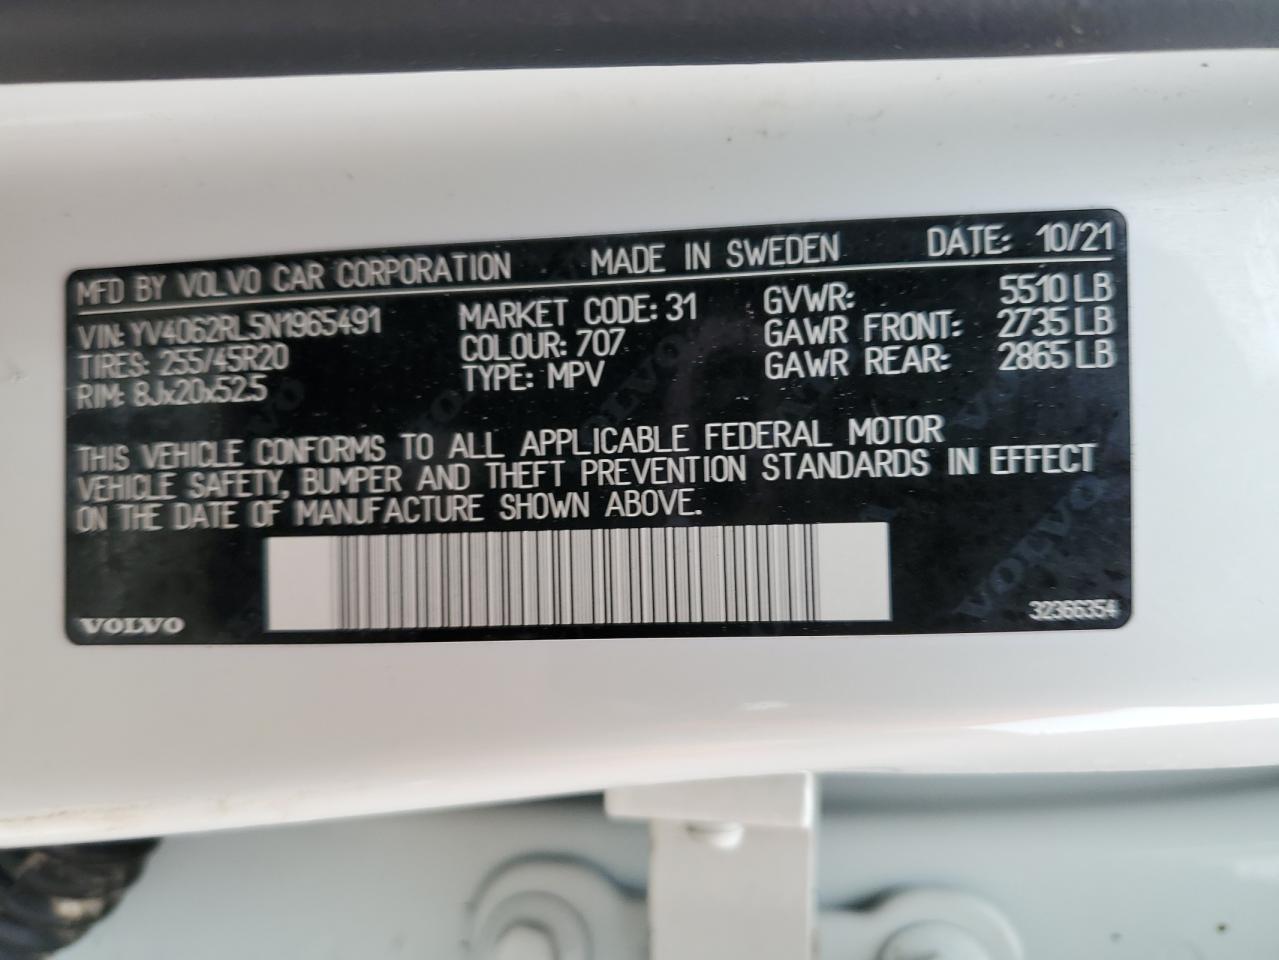 MFD BY VOLVO CAR CORPORATION MADE IN SWEDEN DATE: 10/21
VIN: YV4062RL5N1965491 MARKET CODE: 31 GVWR: 5510 LB
TIRES: 255/45R20 COLOUR: 707 GAWR FRONT: 2735 LB
RIM: 8Jx20x52.5 TYPE: MPV GAWR REAR: 2865 LB
THIS VEHICLE CONFORMS TO ALL APPLICABLE FEDERAL MOTOR
VEHICLE SAFETY, BUMPER AND THEFT PREVENTION STANDARDS IN EFFECT
ON THE DATE OF MANUFACTURE SHOWN ABOVE.
VOLVO 32366354